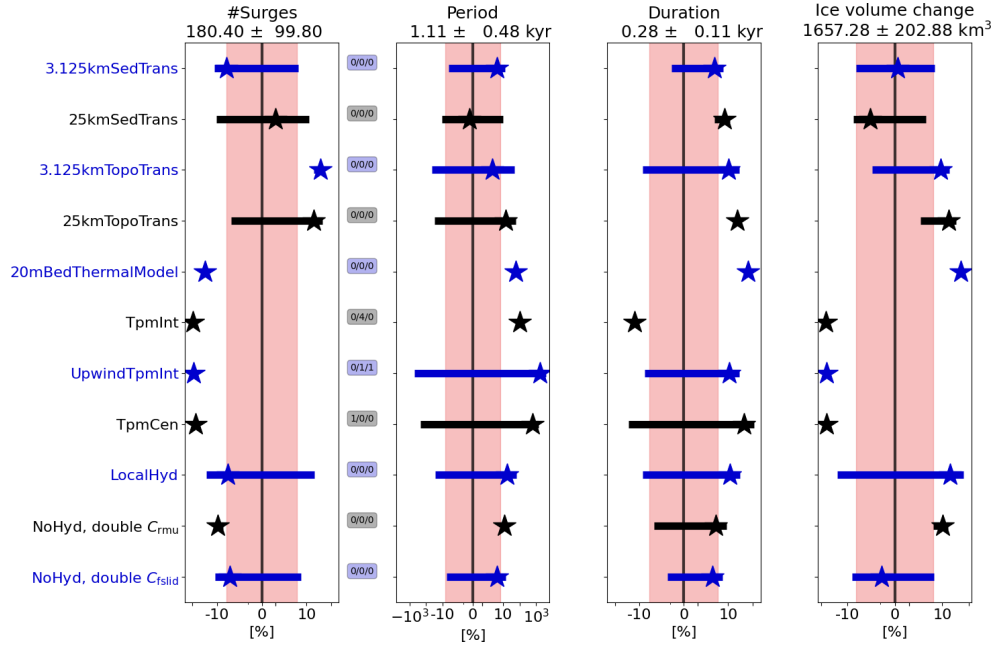 #Surges
180.40 ± 99.80
Period
1.11 ± 0.48 kyr
Duration
0.28 ± 0.11 kyr
Ice volume change
1657.28 ± 202.88 km³
3.125kmSedTrans
0/0/0
25kmSedTrans
0/0/0
3.125kmTopoTrans
0/0/0
25kmTopoTrans
0/0/0
20mBedThermalModel
0/0/0
TpmInt
0/4/0
UpwindTpmInt
0/1/1
TpmCen
1/0/0
LocalHyd
0/0/0
NoHyd, double C_rmu
0/0/0
NoHyd, double C_fslid
0/0/0
-10 0 10
[%]
−10³ 0 10 10³
[%]
-10 0 10
[%]
-10 0 10
[%]